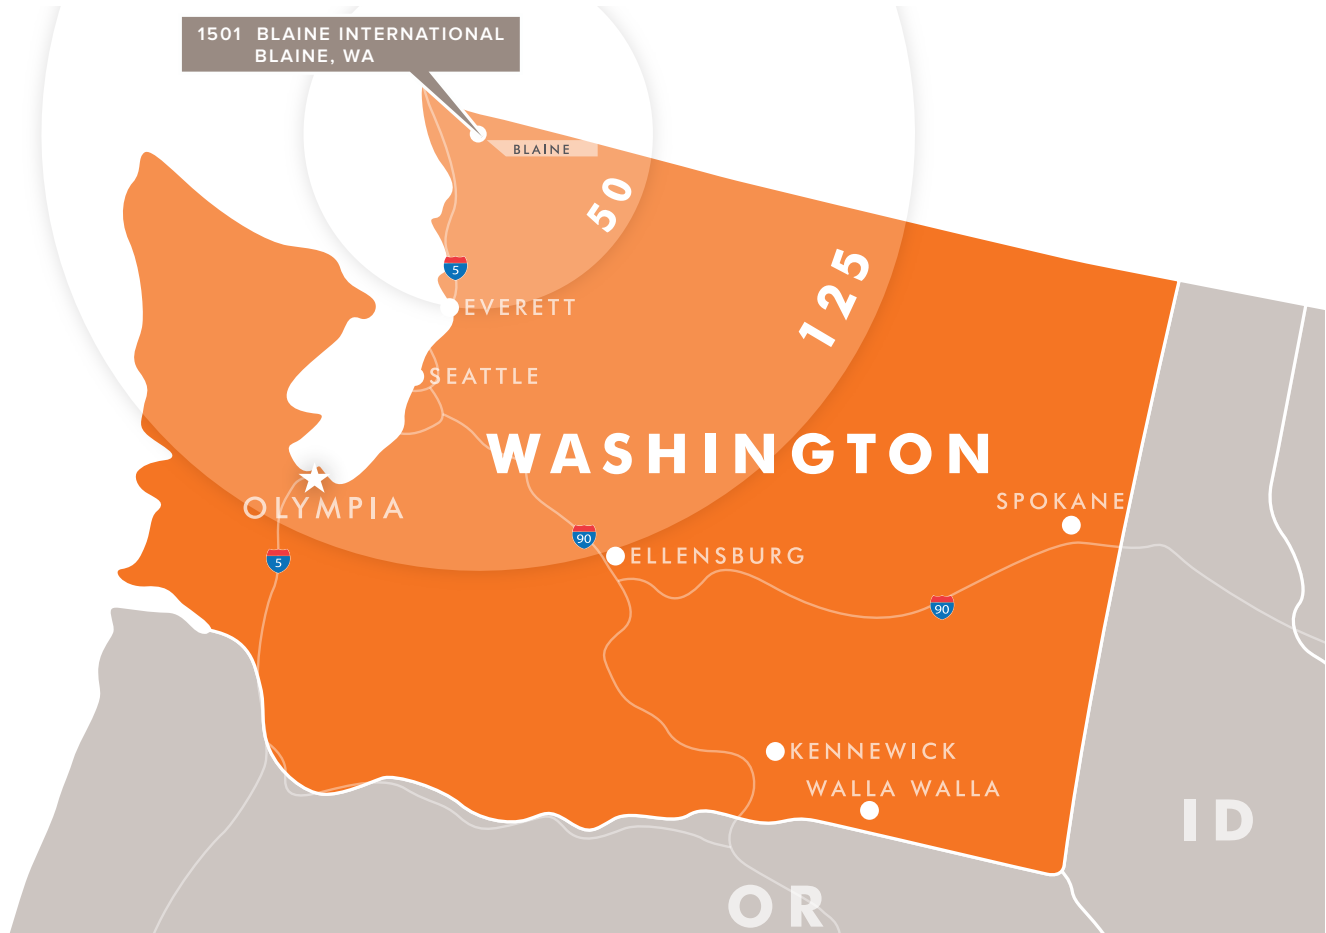 1501 BLAINE INTERNATIONAL
BLAINE, WA
BLAINE
50
5
125
EVERETT
SEATTLE
WASHINGTON
SPOKANE
OLYMPIA
90
ELLENSBURG
5
90
KENNEWICK
WALLA WALLA
ID
OR